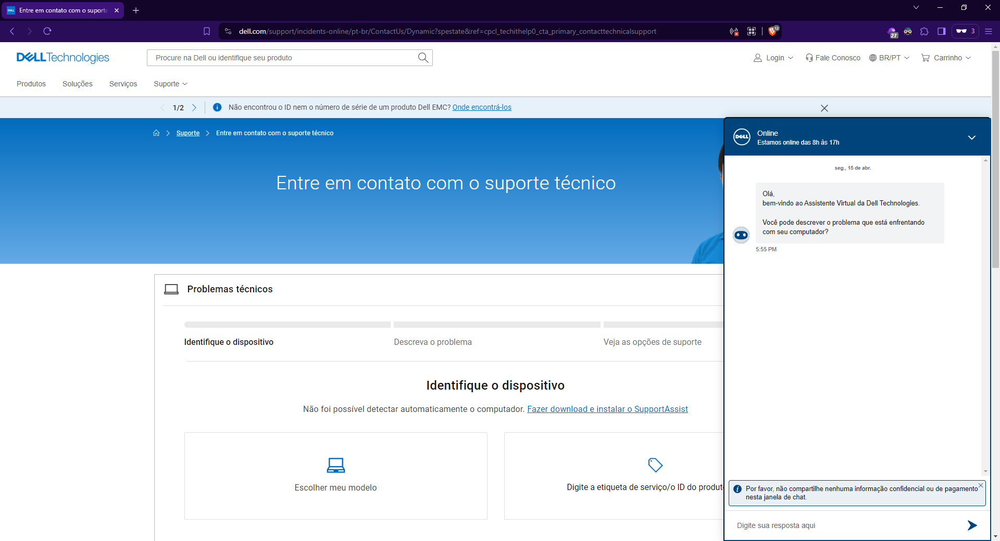 Entre em contato com o suporte
dell.com/support/incidents-online/pt-br/ContactUs/Dynamic?spestate&ref=cpcl_techithelp0_cta_primary_contacttechnicalsupport
12
27
3
DELL Technologies
Procure na Dell ou identifique seu produto
Login
Fale Conosco
BR/PT
Carrinho
Produtos
Soluções
Serviços
Suporte
1/2
Não encontrou o ID nem o número de série de um produto Dell EMC? Onde encontrá-los
Suporte
Entre em contato com o suporte técnico
Entre em contato com o suporte técnico
Problemas técnicos
Identifique o dispositivo
Descreva o problema
Veja as opções de suporte
Identifique o dispositivo
Não foi possível detectar automaticamente o computador. Fazer download e instalar o SupportAssist
Escolher meu modelo
Digite a etiqueta de serviço/o ID do produto
DELL
Online
Estamos online das 8h às 17h
seg., 15 de abr.
Olá,
bem-vindo ao Assistente Virtual da Dell Technologies.
Você pode descrever o problema que está enfrentando
com seu computador?
5:55 PM
Por favor, não compartilhe nenhuma informação confidencial ou de pagamento
nesta janela de chat.
Digite sua resposta aqui